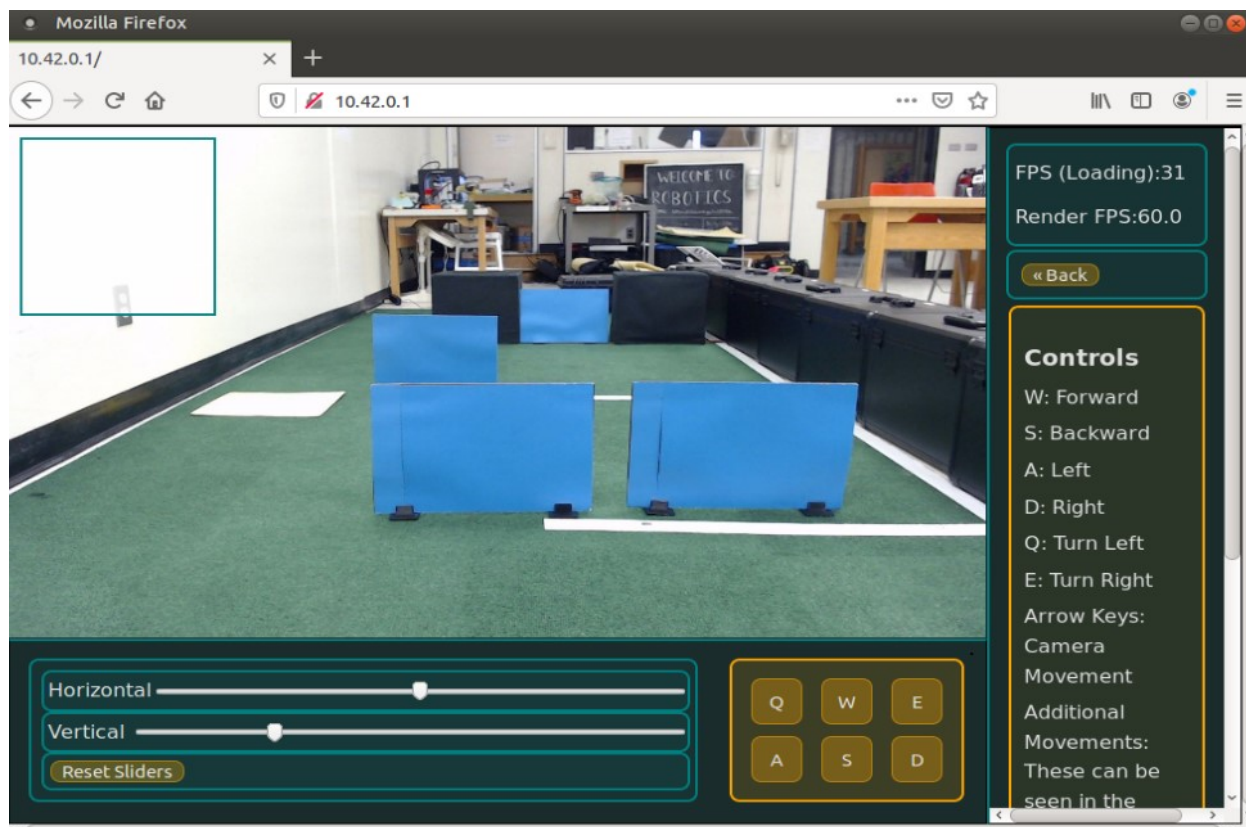 Mozilla Firefox
10.42.0.1/
10.42.0.1
WELCOME TO
ROBOTICS
FPS (Loading):31
Render FPS:60.0
«Back
Controls
W: Forward
S: Backward
A: Left
D: Right
Q: Turn Left
E: Turn Right
Arrow Keys:
Camera
Movement
Additional
Movements:
These can be
seen in the
Horizontal
Vertical
Reset Sliders
Q W E
A S D